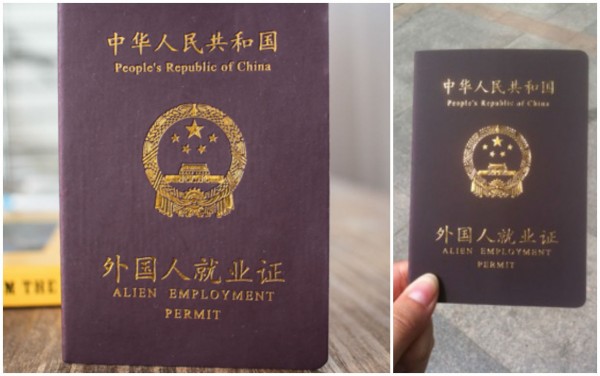 中华人民共和国
People's Republic of China
外国人就业证
ALIEN EMPLOYMENT
PERMIT
THE
中华人民共和国
People's Republic of China
外国人就业证
ALIEN EMPLOYMENT
PERMIT